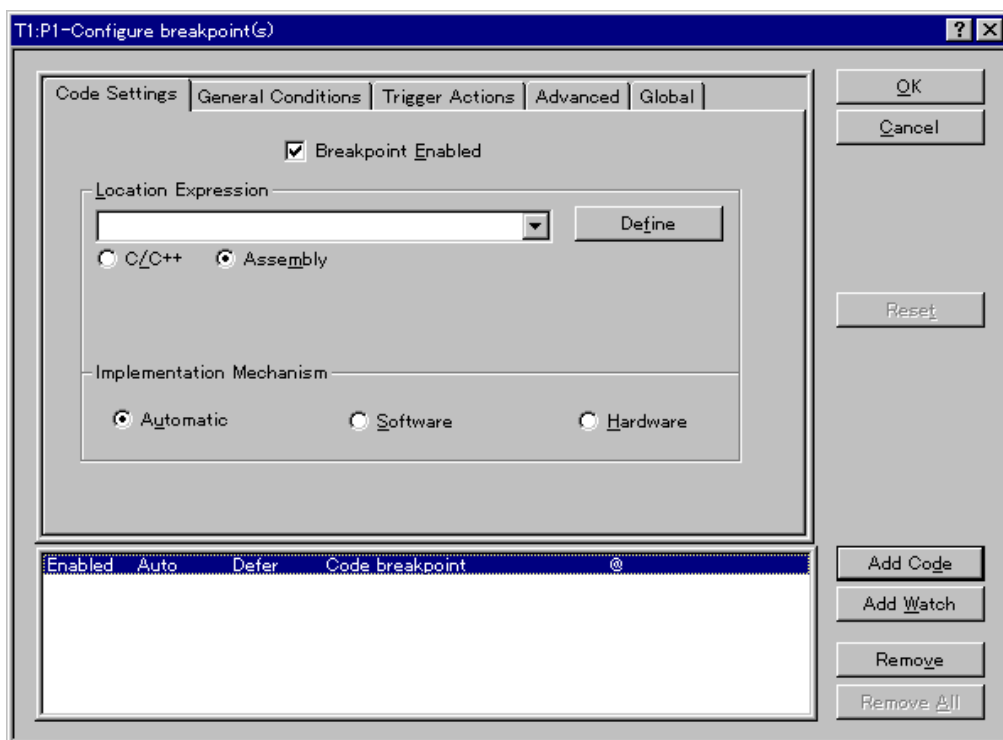 T1:P1-Configure breakpoint(s)
Code Settings General Conditions Trigger Actions Advanced Global
OK
Cancel
Breakpoint Enabled
Location Expression
Define
C/C++ Assembly
Reset
Implementation Mechanism
Automatic Software Hardware
Enabled Auto Defer Code breakpoint @
Add Code
Add Watch
Remove
Remove All